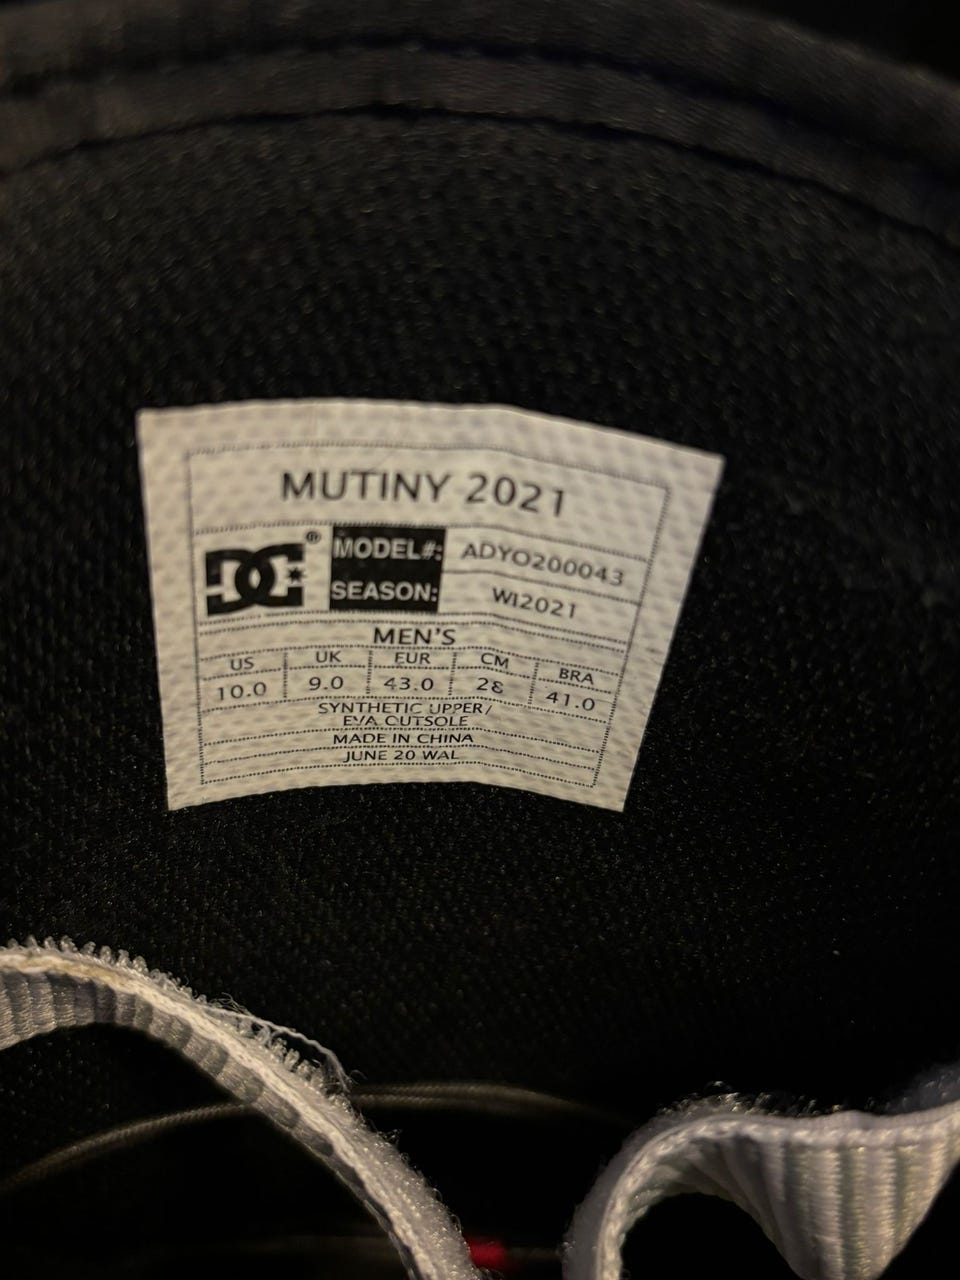 MUTINY 2021
DC®
MODEL#: ADYO200043
SEASON: WI2021
MEN'S
US UK EUR CM BRA
10.0 9.0 43.0 28 41.0
SYNTHETIC UPPER/
EVA OUTSOLE
MADE IN CHINA
JUNE 20 WAL